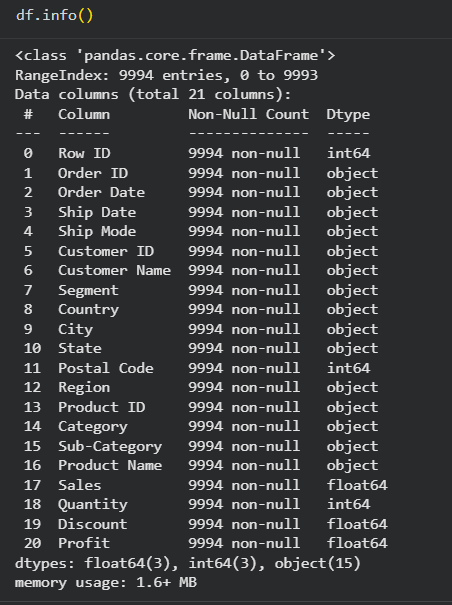 df.info()
<class 'pandas.core.frame.DataFrame'>
RangeIndex: 9994 entries, 0 to 9993
Data columns (total 21 columns):
 #   Column         Non-Null Count  Dtype
---  ------         --------------  -----
 0   Row ID         9994 non-null   int64
 1   Order ID       9994 non-null   object
 2   Order Date     9994 non-null   object
 3   Ship Date      9994 non-null   object
 4   Ship Mode      9994 non-null   object
 5   Customer ID    9994 non-null   object
 6   Customer Name  9994 non-null   object
 7   Segment        9994 non-null   object
 8   Country        9994 non-null   object
 9   City           9994 non-null   object
 10  State          9994 non-null   object
 11  Postal Code    9994 non-null   int64
 12  Region         9994 non-null   object
 13  Product ID     9994 non-null   object
 14  Category       9994 non-null   object
 15  Sub-Category   9994 non-null   object
 16  Product Name   9994 non-null   object
 17  Sales          9994 non-null   float64
 18  Quantity       9994 non-null   int64
 19  Discount       9994 non-null   float64
 20  Profit         9994 non-null   float64
dtypes: float64(3), int64(3), object(15)
memory usage: 1.6+ MB